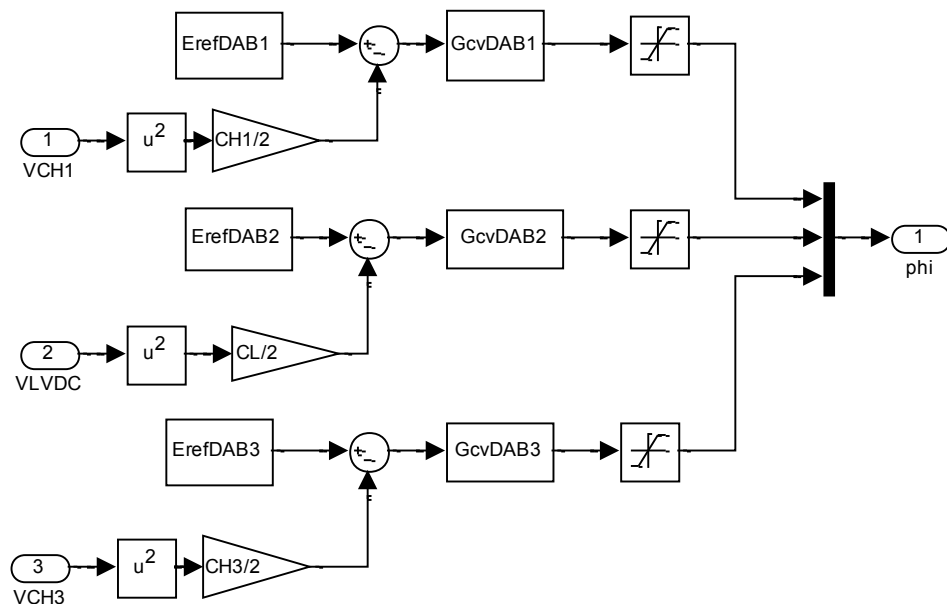 ErefDAB1
+
-
GcvDAB1
1
VCH1
u²
CH1/2
ErefDAB2
+
-
GcvDAB2
1
phi
2
VLVDC
u²
CL/2
ErefDAB3
+
-
GcvDAB3
3
VCH3
u²
CH3/2